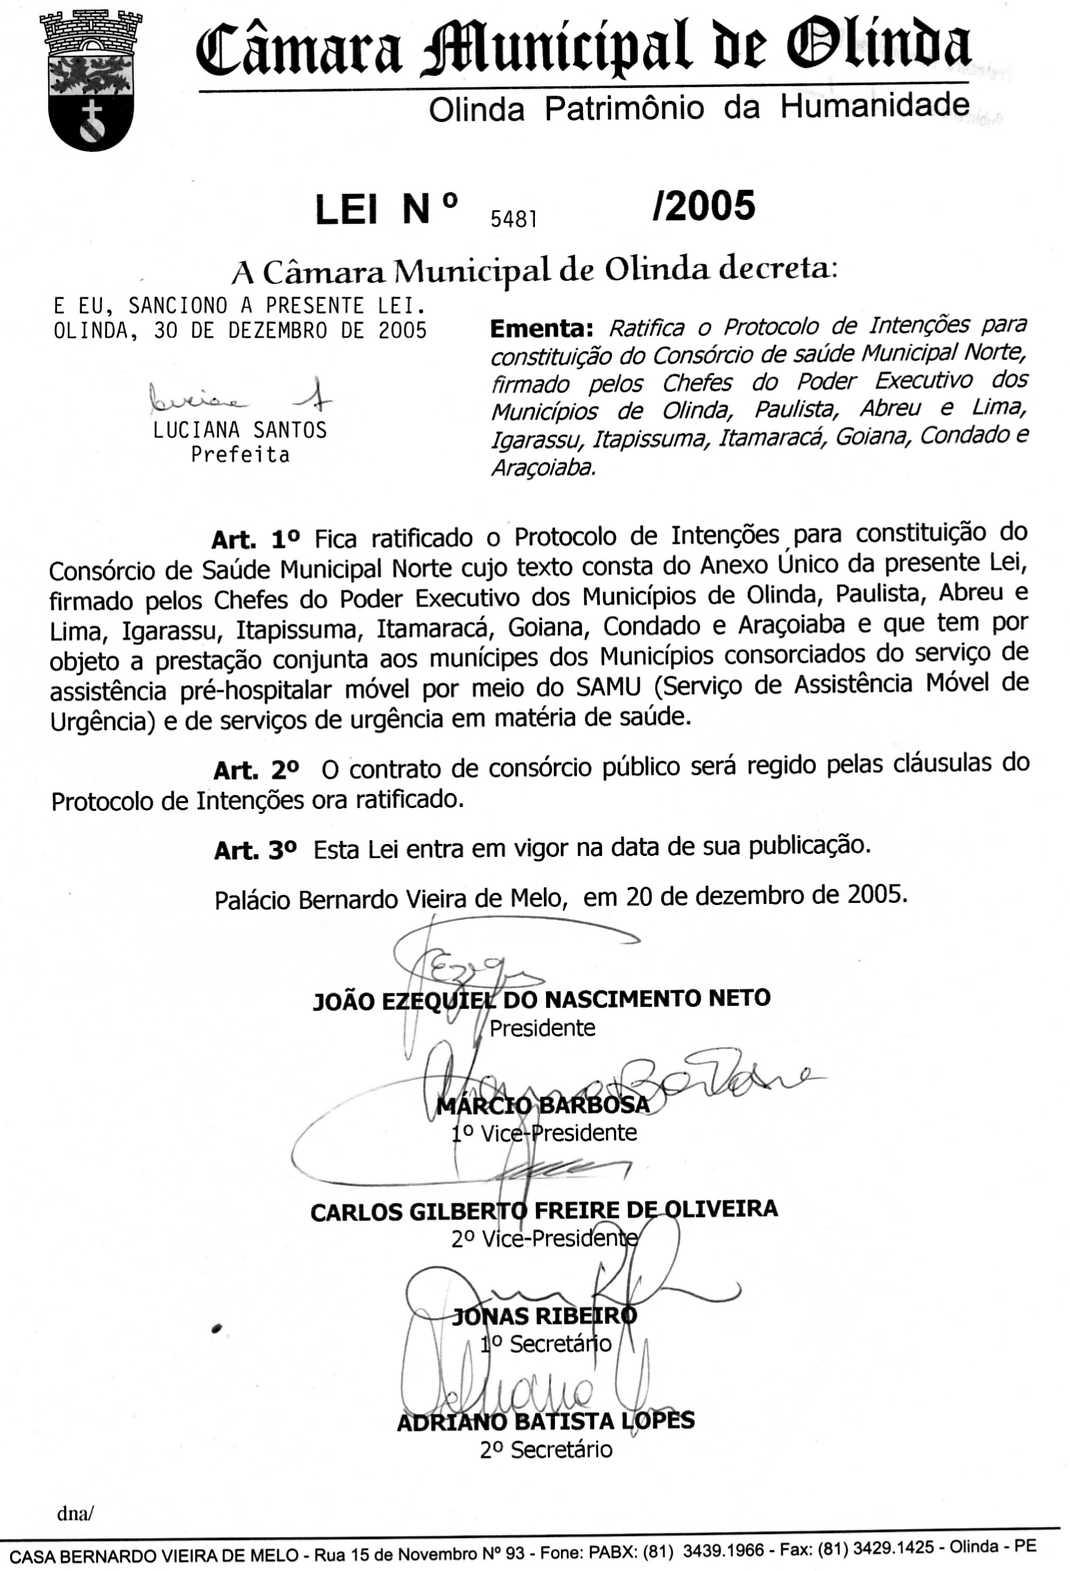 Câmara Municipal de Olinda
Olinda Patrimônio da Humanidade
LEI Nº 5481 /2005
A Câmara Municipal de Olinda decreta:
E EU, SANCIONO A PRESENTE LEI.
OLINDA, 30 DE DEZEMBRO DE 2005
LUCIANA SANTOS
Prefeita
Ementa: Ratifica o Protocolo de Intenções para
constituição do Consórcio de saúde Municipal Norte,
firmado pelos Chefes do Poder Executivo dos
Municípios de Olinda, Paulista, Abreu e Lima,
Igarassu, Itapissuma, Itamaracá, Goiana, Condado e
Araçoiaba.
Art. 1º Fica ratificado o Protocolo de Intenções para constituição do
Consórcio de Saúde Municipal Norte cujo texto consta do Anexo Único da presente Lei,
firmado pelos Chefes do Poder Executivo dos Municípios de Olinda, Paulista, Abreu e
Lima, Igarassu, Itapissuma, Itamaracá, Goiana, Condado e Araçoiaba e que tem por
objeto a prestação conjunta aos munícipes dos Municípios consorciados do serviço de
assistência pré-hospitalar móvel por meio do SAMU (Serviço de Assistência Móvel de
Urgência) e de serviços de urgência em matéria de saúde.
Art. 2º O contrato de consórcio público será regido pelas cláusulas do
Protocolo de Intenções ora ratificado.
Art. 3º Esta Lei entra em vigor na data de sua publicação.
Palácio Bernardo Vieira de Melo, em 20 de dezembro de 2005.
JOÃO EZEQUIEL DO NASCIMENTO NETO
Presidente
MÁRCIO BARBOSA
1º Vice-Presidente
CARLOS GILBERTO FREIRE DE OLIVEIRA
2º Vice-Presidente
JONAS RIBEIRO
1º Secretário
ADRIANO BATISTA LOPES
2º Secretário
dna/
CASA BERNARDO VIEIRA DE MELO - Rua 15 de Novembro Nº 93 - Fone: PABX: (81) 3439.1966 - Fax: (81) 3429.1425 - Olinda - PE